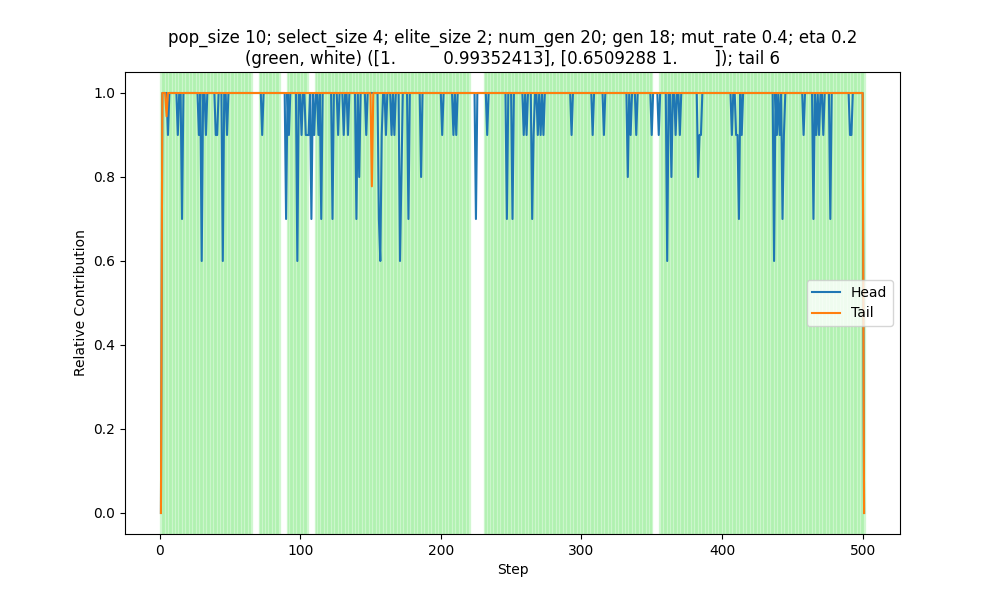 pop_size 10; select_size 4; elite_size 2; num_gen 20; gen 18; mut_rate 0.4; eta 0.2
(green, white) ([1.          0.99352413], [0.6509288 1.        ]); tail 6
1.0
0.8
0.6
0.4
0.2
0.0
Relative Contribution
Head
Tail
0
100
200
300
400
500
Step